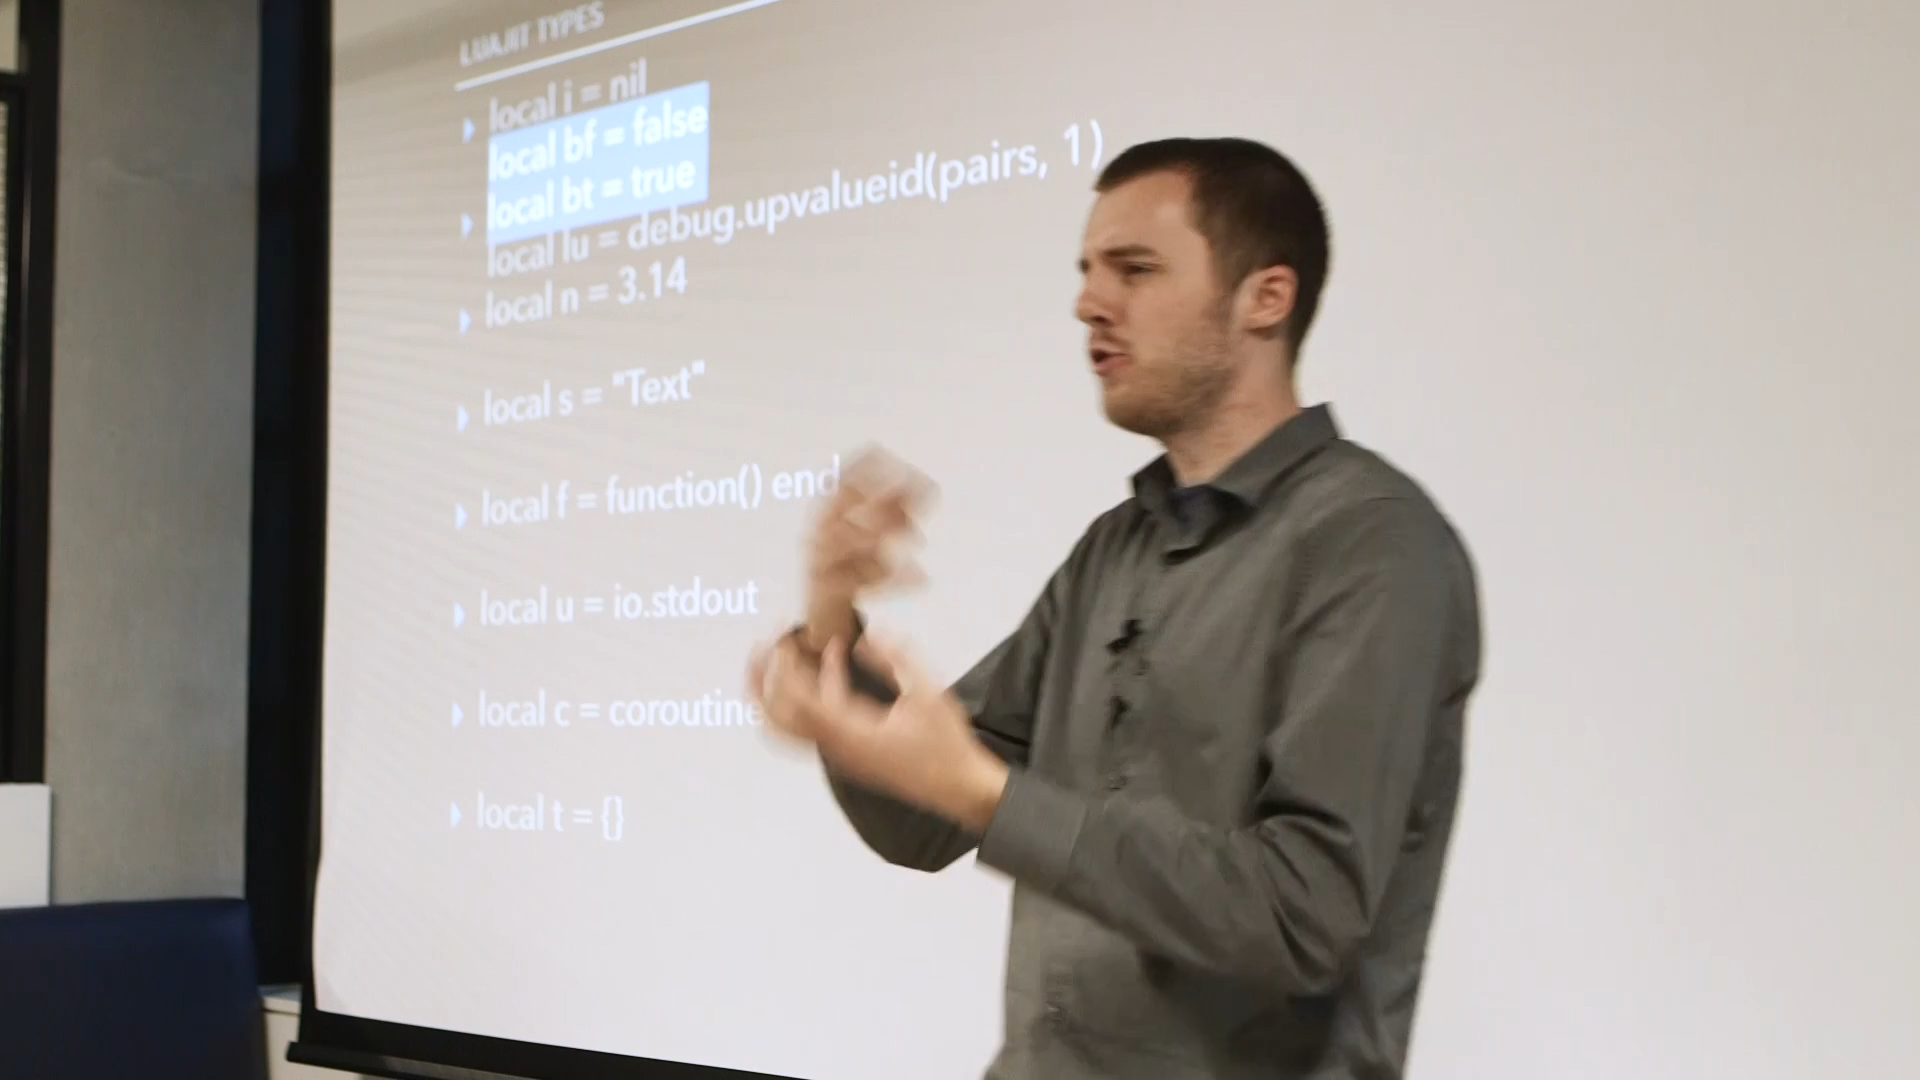 LUAJIT TYPES
local i = nil
local bf = false
local bt = true
local lu = debug.upvalueid(pairs, 1)
local n = 3.14
local s = "Text"
local f = function() end
local u = io.stdout
local c = coroutine
local t = {}